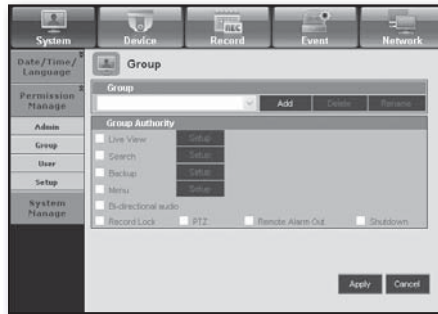 System Device Record Event Network
REC
Date/Time/
Language
Group
Permission
Manage
Group
Add Delete Rename
Admin
Group Authority
Live View Setup
Group
Search Setup
User
Backup Setup
Setup
Menu Setup
System
Manage
Bi-directional audio
Record Lock PTZ Remote Alarm Out Shutdown
Apply Cancel